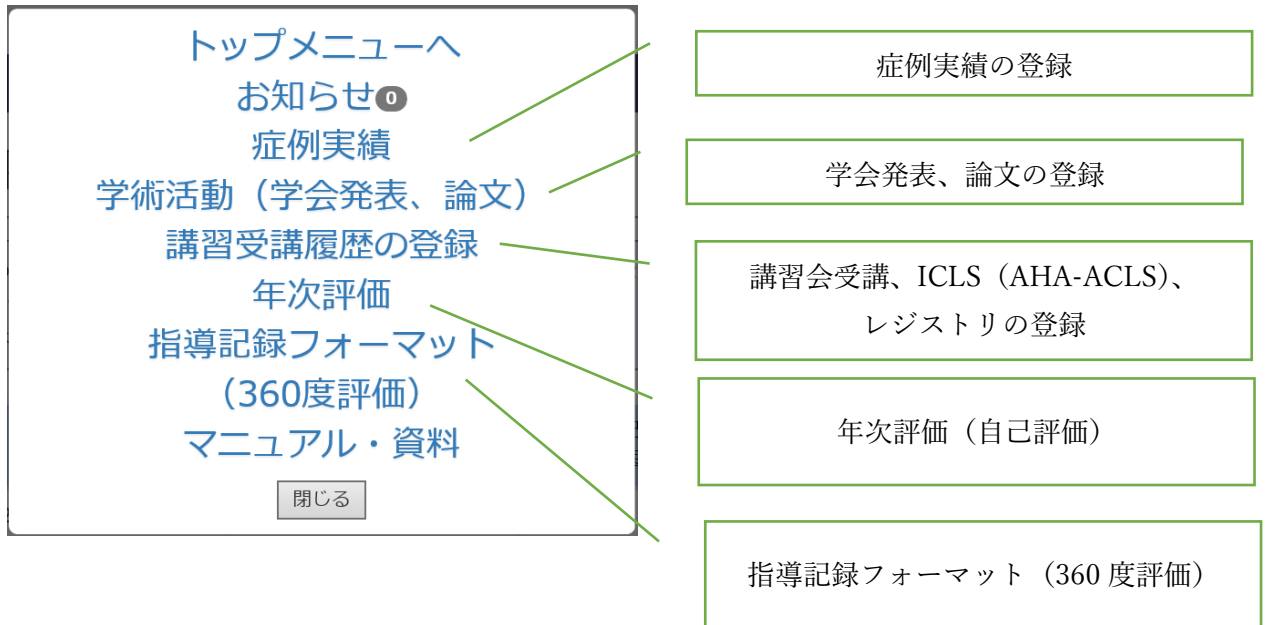 トップメニューへ
お知らせ0
症例実績
学術活動（学会発表、論文）
講習受講履歴の登録
年次評価
指導記録フォーマット
（360度評価）
マニュアル・資料
閉じる
症例実績の登録
学会発表、論文の登録
講習会受講、ICLS（AHA-ACLS）、
レジストリの登録
年次評価（自己評価）
指導記録フォーマット（360 度評価）